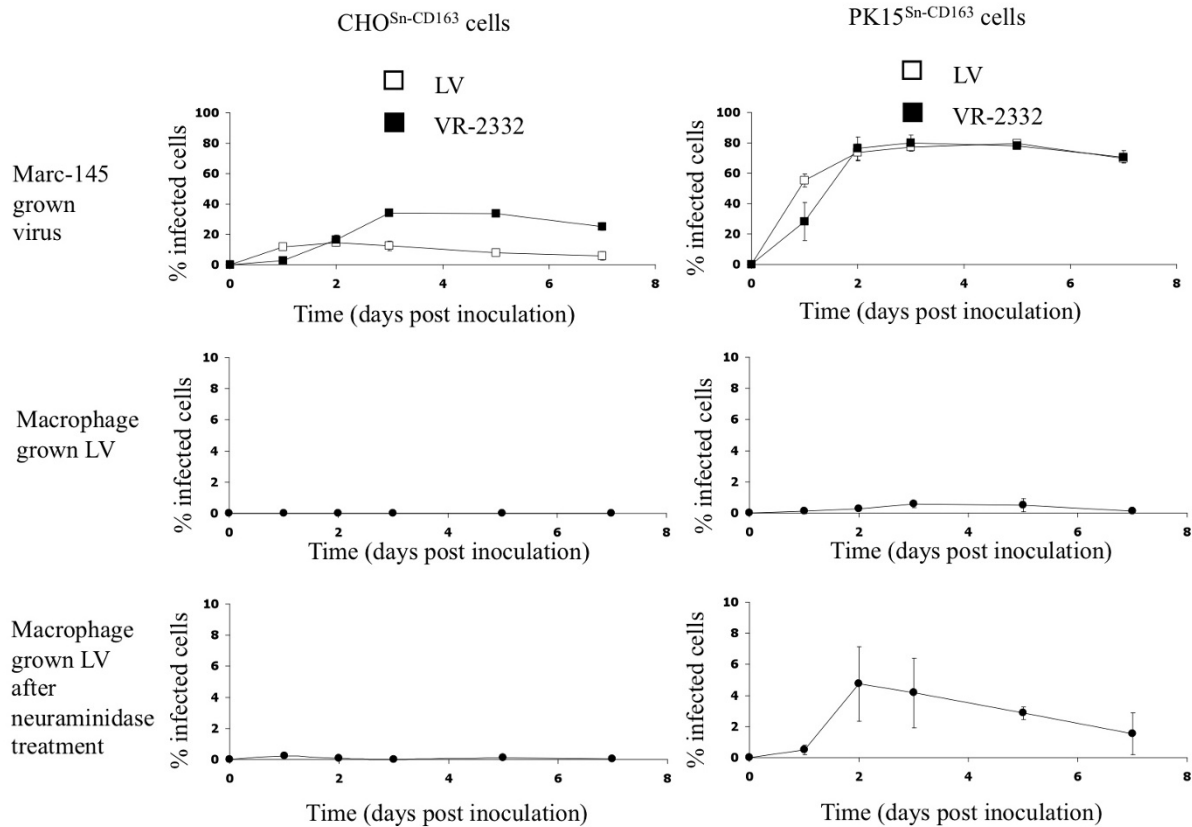 CHOSn-CD163 cells
PK15Sn-CD163 cells
LV
VR-2332
LV
VR-2332
Marc-145
grown
virus
% infected cells
100
80
60
40
20
0
0 2 4 6 8
Time (days post inoculation)
% infected cells
100
80
60
40
20
0
0 2 4 6 8
Time (days post inoculation)
Macrophage
grown LV
% infected cells
10
8
6
4
2
0
0 2 4 6 8
Time (days post inoculation)
% infected cells
10
8
6
4
2
0
0 2 4 6 8
Time (days post inoculation)
Macrophage
grown LV
after
neuraminidase
treatment
% infected cells
10
8
6
4
2
0
0 2 4 6 8
Time (days post inoculation)
% infected cells
10
8
6
4
2
0
0 2 4 6 8
Time (days post inoculation)